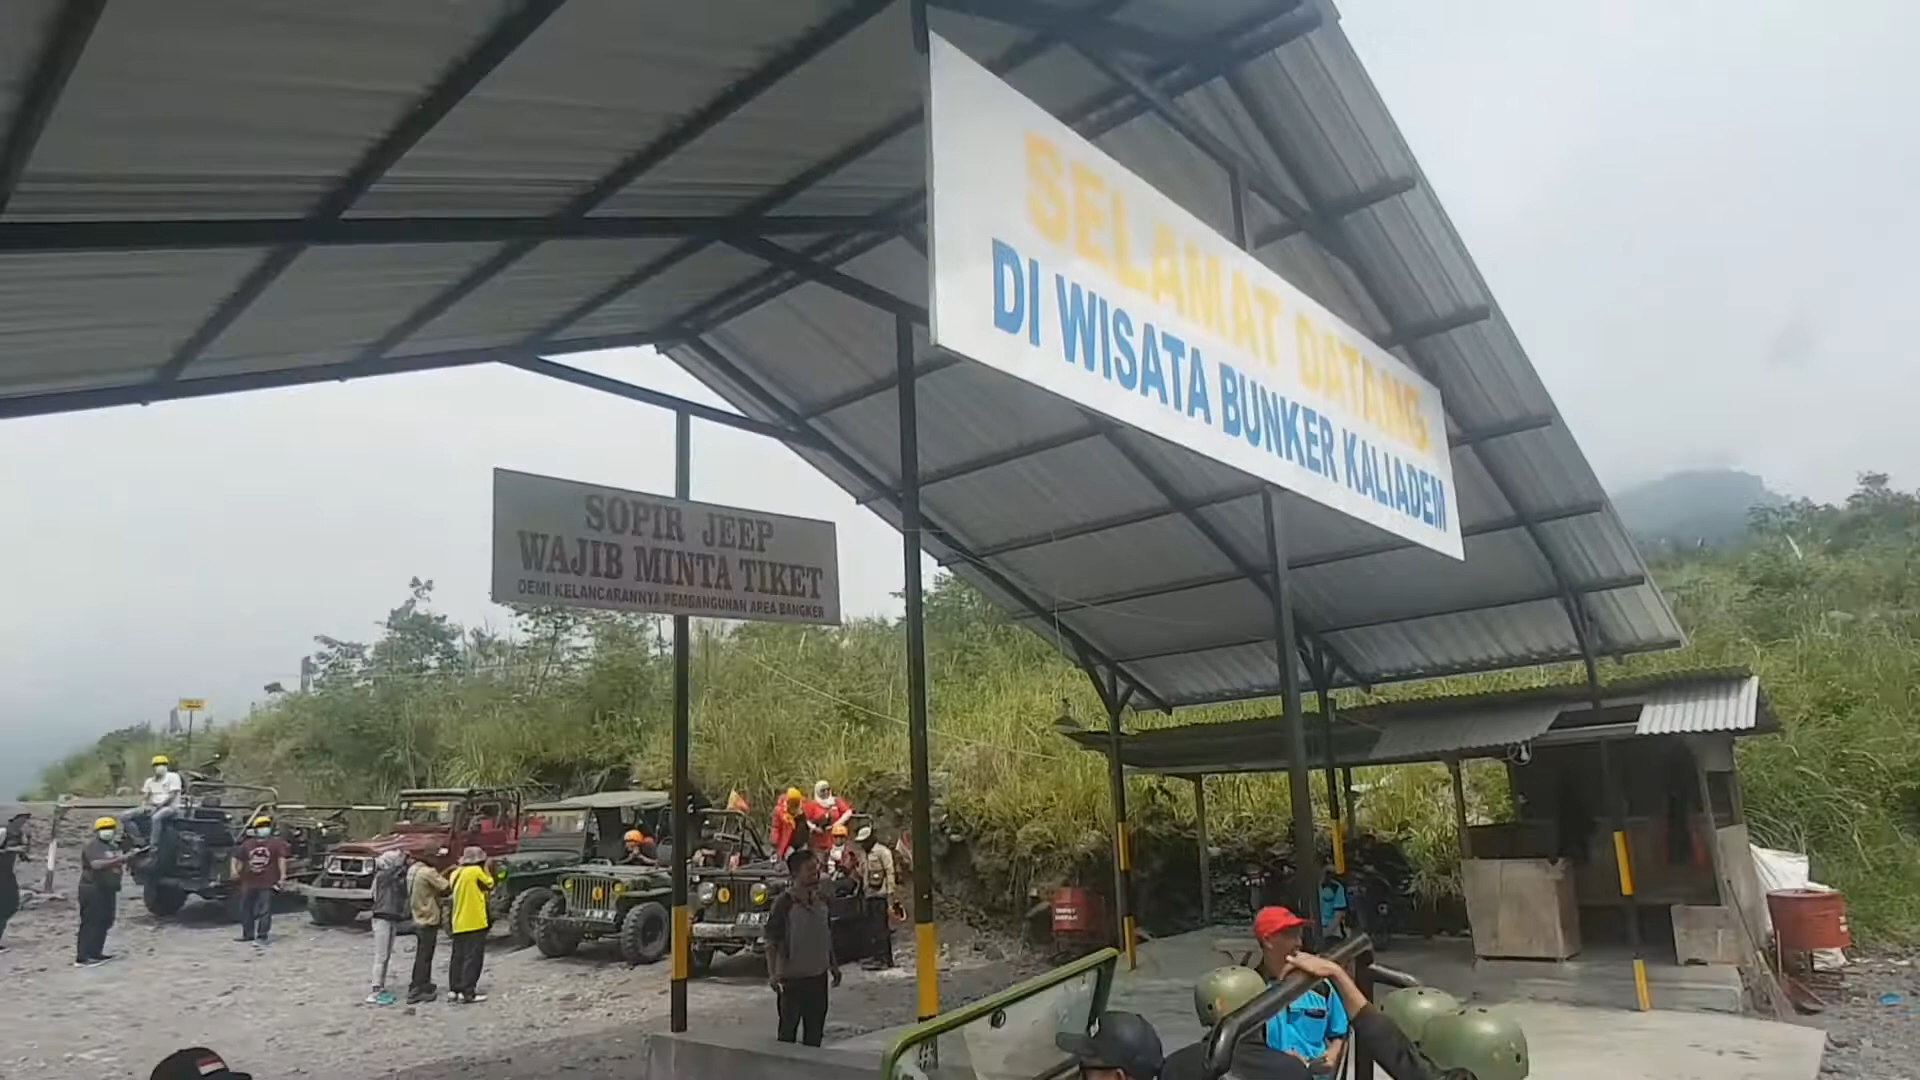 SELAMAT DATANG
DI WISATA BUNKER KALIADEM
SOPIR JEEP
WAJIB MINTA TIKET
DEMI KELANCARANNYA PEMBANGUNAN AREA BANGKER